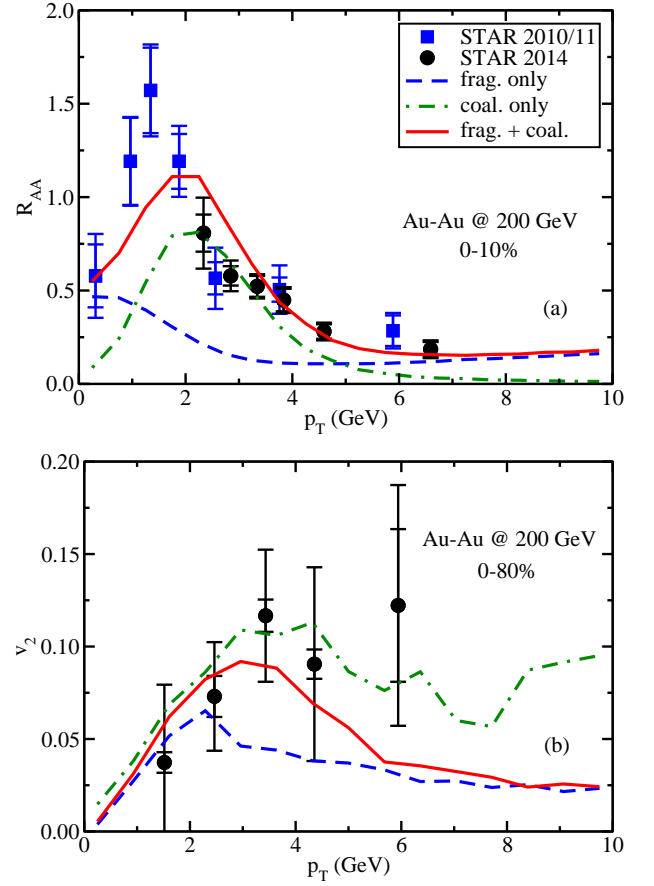 2.0
1.5
1.0
0.5
0.0
R_AA
STAR 2010/11
STAR 2014
frag. only
coal. only
frag. + coal.
Au-Au @ 200 GeV
0-10%
(a)
0 2 4 6 8 10
p_T (GeV)
0.20
0.15
0.10
0.05
0.00
v_2
Au-Au @ 200 GeV
0-80%
(b)
0 2 4 6 8 10
p_T (GeV)